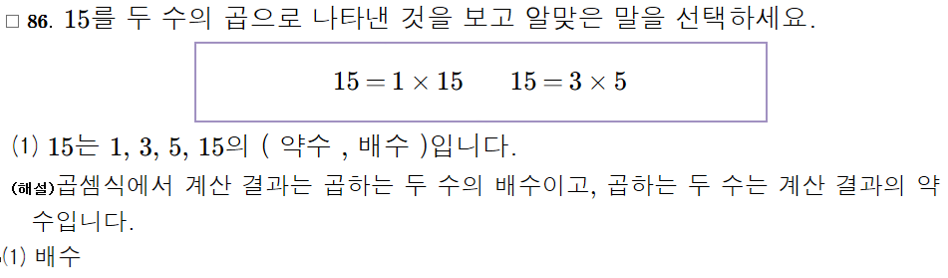 □ 86. 15를 두 수의 곱으로 나타낸 것을 보고 알맞은 말을 선택하세요.
15 = 1 × 15 15 = 3 × 5
(1) 15는 1, 3, 5, 15의 ( 약수 , 배수 )입니다.
(해설)곱셈식에서 계산 결과는 곱하는 두 수의 배수이고, 곱하는 두 수는 계산 결과의 약
수입니다.
(1) 배수